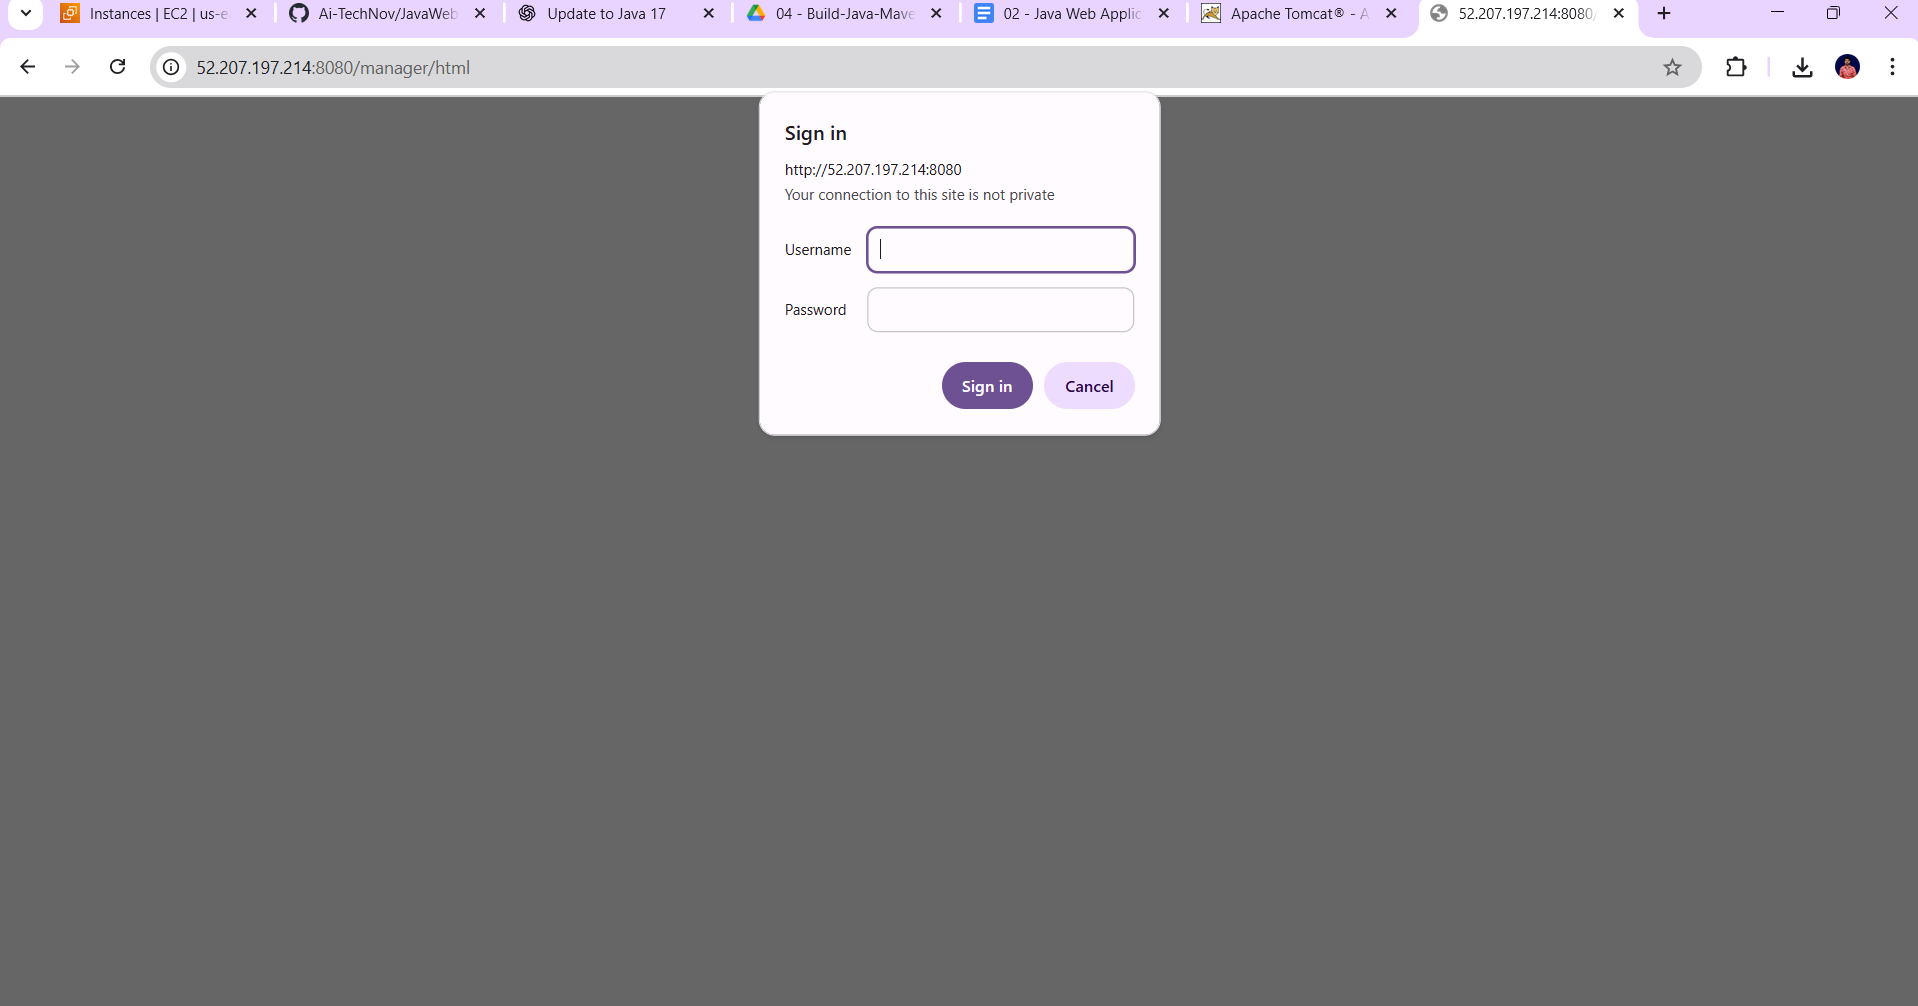 Instances | EC2 | us-e
Ai-TechNov/JavaWeb
Update to Java 17
04 - Build-Java-Mave
02 - Java Web Applic
Apache Tomcat® - A
52.207.197.214:8080/
52.207.197.214:8080/manager/html
Sign in
http://52.207.197.214:8080
Your connection to this site is not private
Username
Password
Sign in Cancel